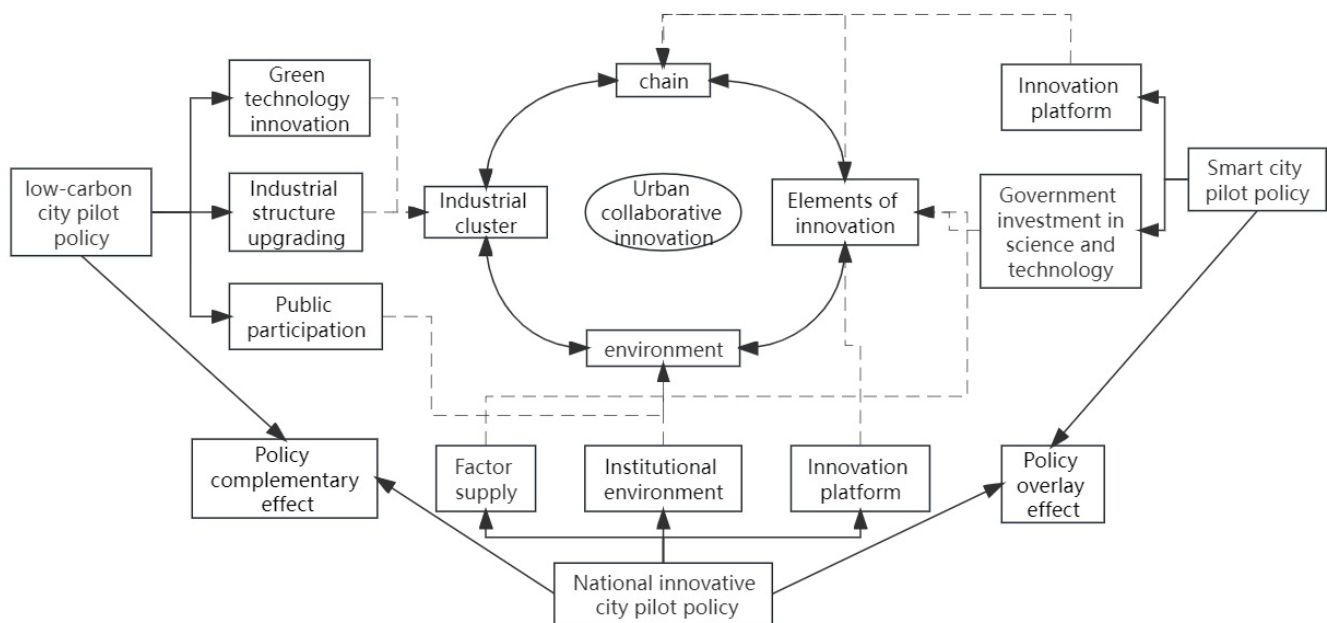 Green
technology
innovation
chain
Innovation
platform
low-carbon
city pilot
policy
Industrial
structure
upgrading
Industrial
cluster
Urban
collaborative
innovation
Elements of
innovation
Government
investment in
science and
technology
Smart city
pilot policy
Public
participation
environment
Policy
complementary
effect
Factor
supply
Institutional
environment
Innovation
platform
Policy
overlay
effect
National innovative
city pilot policy